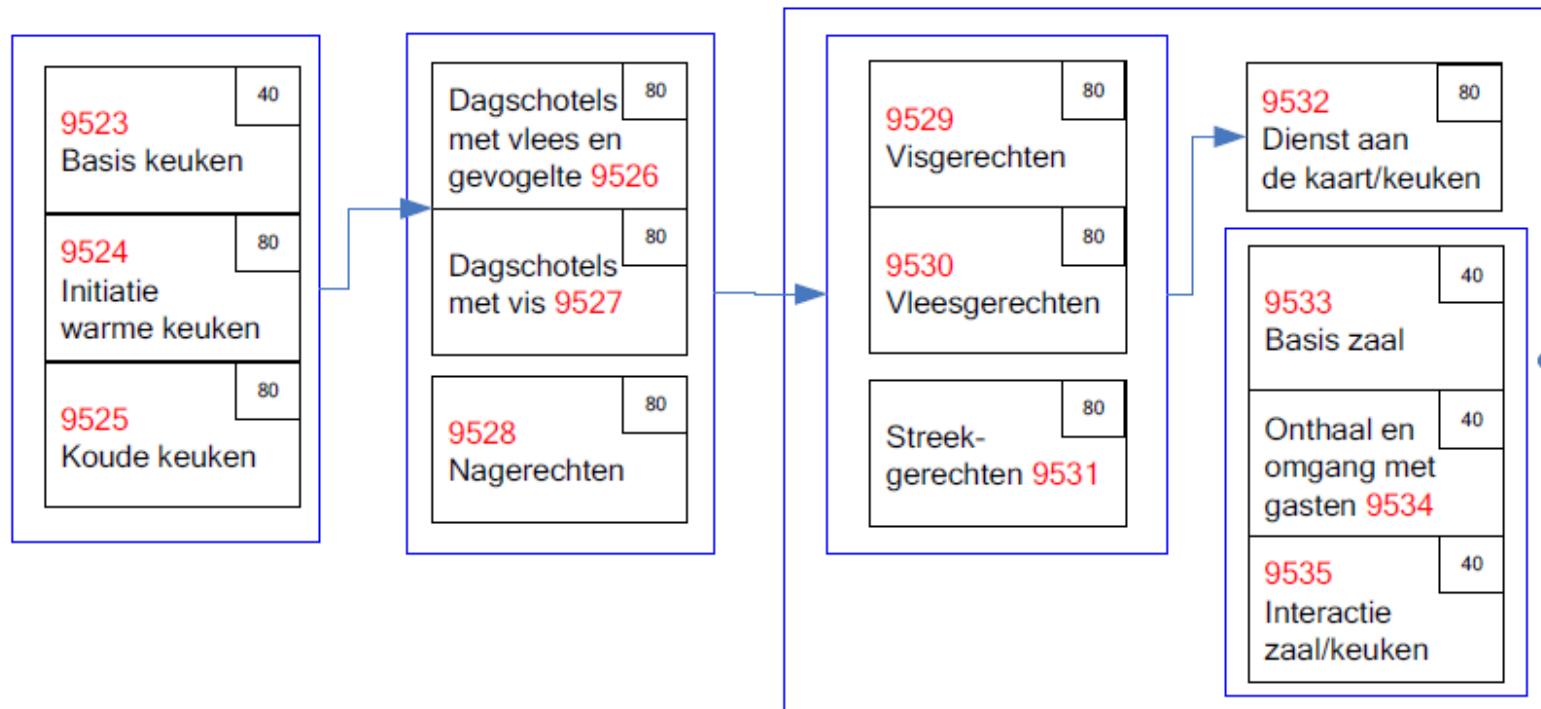 40
9523
Basis keuken
80
9524
Initiatie
warme keuken
80
9525
Koude keuken
80
Dagschotels
met vlees en
gevogelte 9526
80
Dagschotels
met vis 9527
80
9528
Nagerechten
80
9529
Visgerechten
80
9530
Vleesgerechten
80
Streek-
gerechten 9531
80
9532
Dienst aan
de kaart/keuken
40
9533
Basis zaal
40
Onthaal en
omgang met
gasten 9534
40
9535
Interactie
zaal/keuken